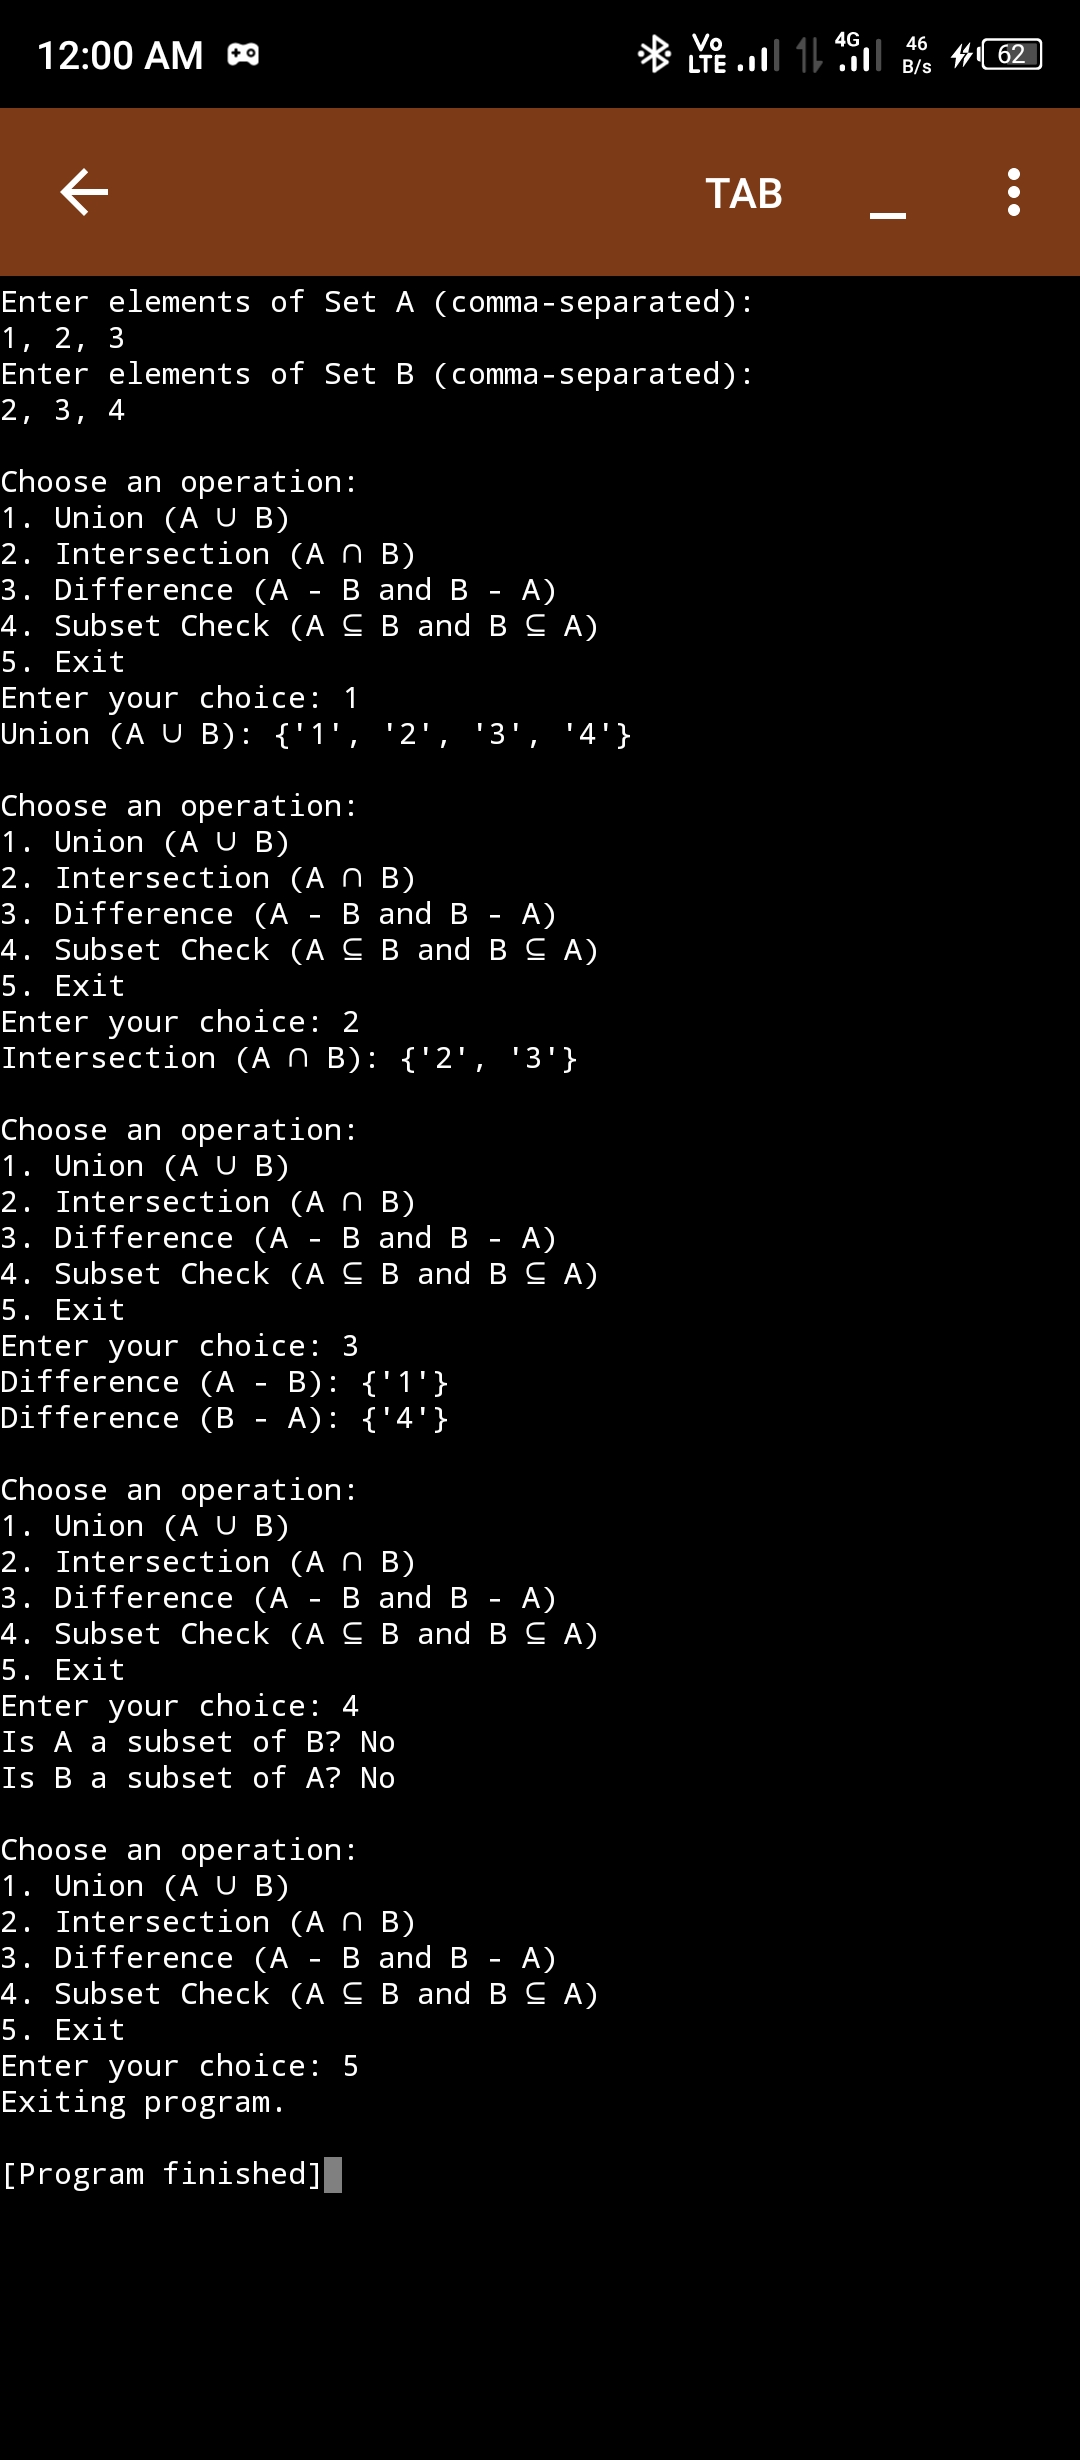 12:00 AM Vo LTE 4G 46 B/s 62
TAB
Enter elements of Set A (comma-separated):
1, 2, 3
Enter elements of Set B (comma-separated):
2, 3, 4
Choose an operation:
1. Union (A ∪ B)
2. Intersection (A ∩ B)
3. Difference (A - B and B - A)
4. Subset Check (A ⊆ B and B ⊆ A)
5. Exit
Enter your choice: 1
Union (A ∪ B): {'1', '2', '3', '4'}
Choose an operation:
1. Union (A ∪ B)
2. Intersection (A ∩ B)
3. Difference (A - B and B - A)
4. Subset Check (A ⊆ B and B ⊆ A)
5. Exit
Enter your choice: 2
Intersection (A ∩ B): {'2', '3'}
Choose an operation:
1. Union (A ∪ B)
2. Intersection (A ∩ B)
3. Difference (A - B and B - A)
4. Subset Check (A ⊆ B and B ⊆ A)
5. Exit
Enter your choice: 3
Difference (A - B): {'1'}
Difference (B - A): {'4'}
Choose an operation:
1. Union (A ∪ B)
2. Intersection (A ∩ B)
3. Difference (A - B and B - A)
4. Subset Check (A ⊆ B and B ⊆ A)
5. Exit
Enter your choice: 4
Is A a subset of B? No
Is B a subset of A? No
Choose an operation:
1. Union (A ∪ B)
2. Intersection (A ∩ B)
3. Difference (A - B and B - A)
4. Subset Check (A ⊆ B and B ⊆ A)
5. Exit
Enter your choice: 5
Exiting program.
[Program finished]